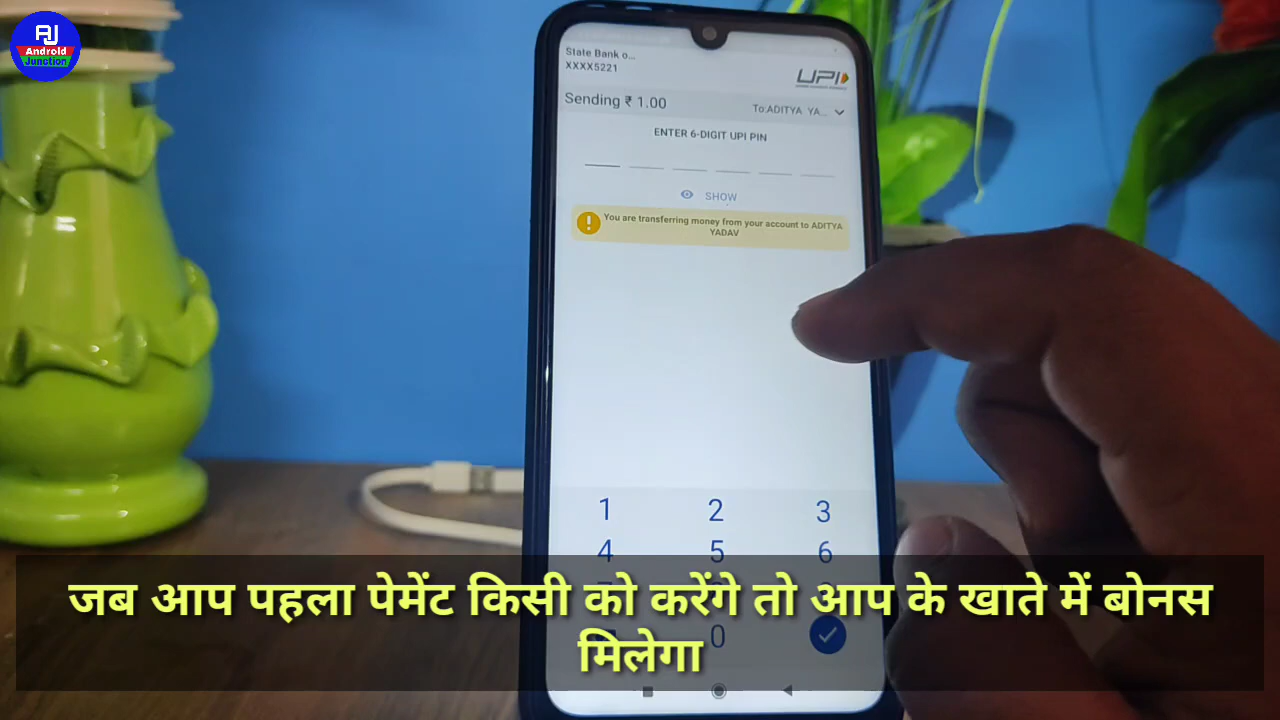 AJ
Android
Junction
State Bank o...
XXXX5221
UPI
Sending ₹ 1.00
To:ADITYA YA...
ENTER 6-DIGIT UPI PIN
SHOW
You are transferring money from your account to ADITYA
YADAV
1 2 3
4 5 6
0
जब आप पहला पेमेंट किसी को करेंगे तो आप के खाते में बोनस
मिलेगा